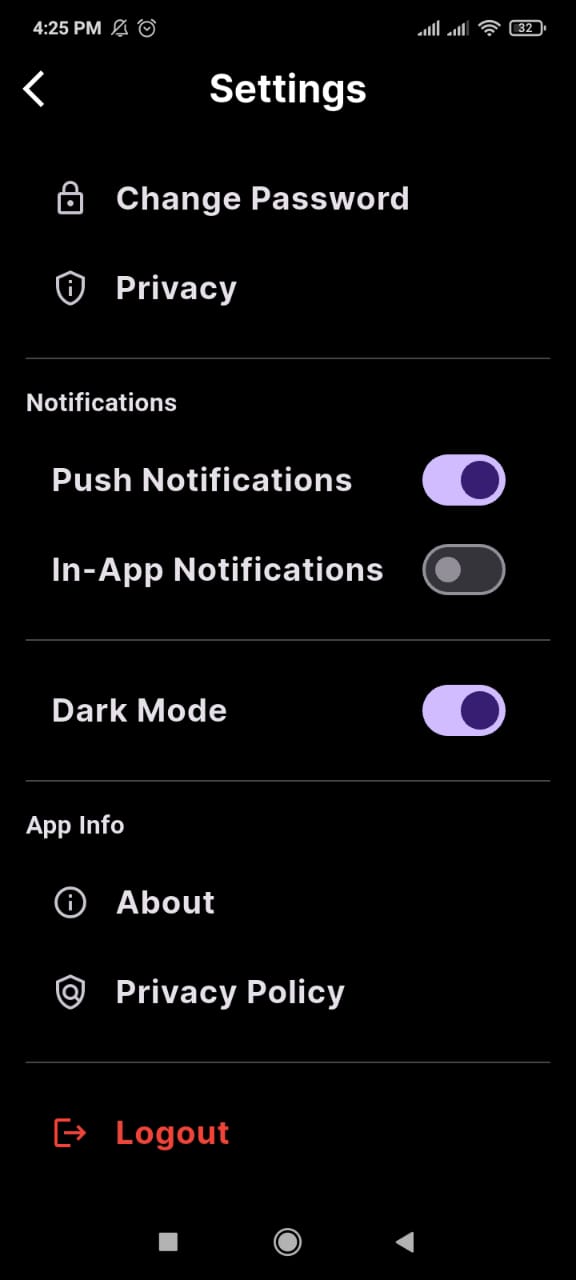 4:25 PM 32
Settings
Change Password
Privacy
Notifications
Push Notifications
In-App Notifications
Dark Mode
App Info
About
Privacy Policy
Logout